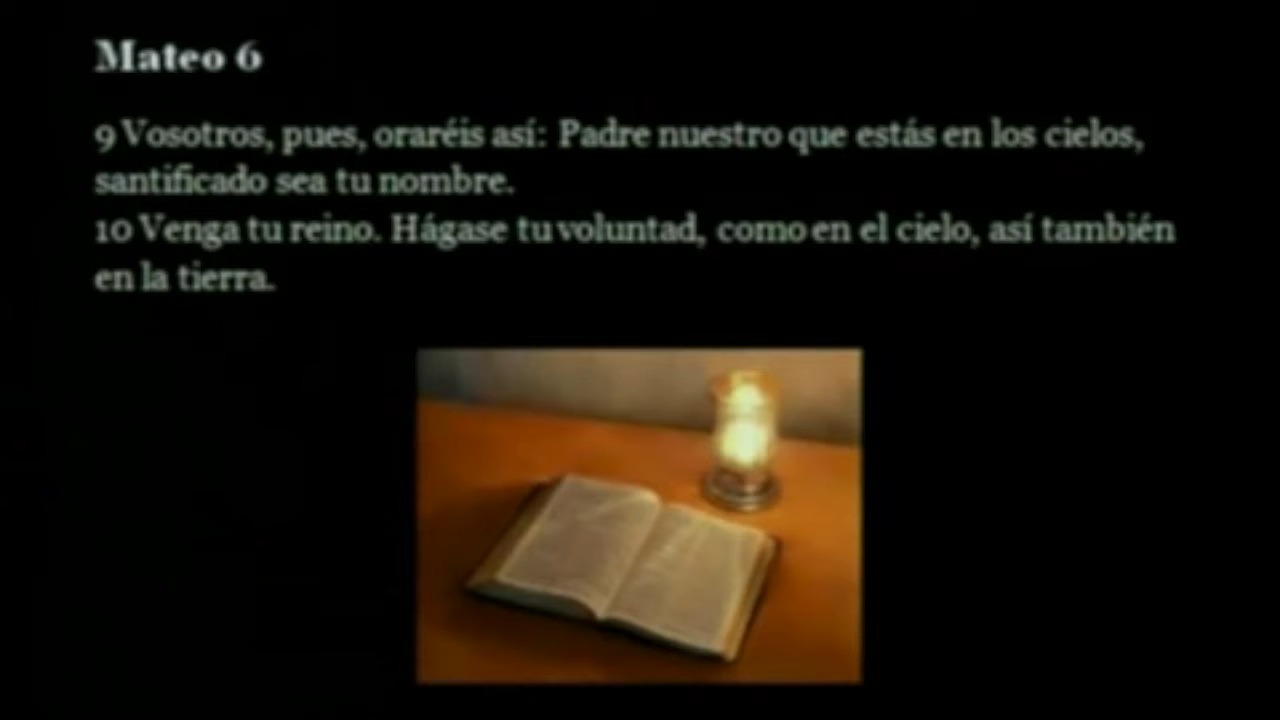 Mateo 6
9 Vosotros, pues, oraréis así: Padre nuestro que estás en los cielos,
santificado sea tu nombre.
10 Venga tu reino. Hágase tu voluntad, como en el cielo, así también
en la tierra.